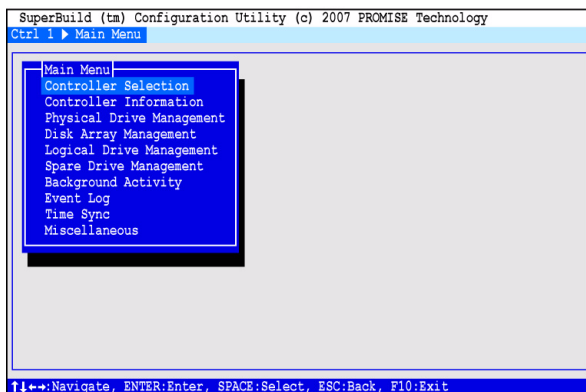 SuperBuild (tm) Configuration Utility (c) 2007 PROMISE Technology
Ctrl 1 ▶ Main Menu
Main Menu
Controller Selection
Controller Information
Physical Drive Management
Disk Array Management
Logical Drive Management
Spare Drive Management
Background Activity
Event Log
Time Sync
Miscellaneous
↑↓←→:Navigate, ENTER:Enter, SPACE:Select, ESC:Back, F10:Exit